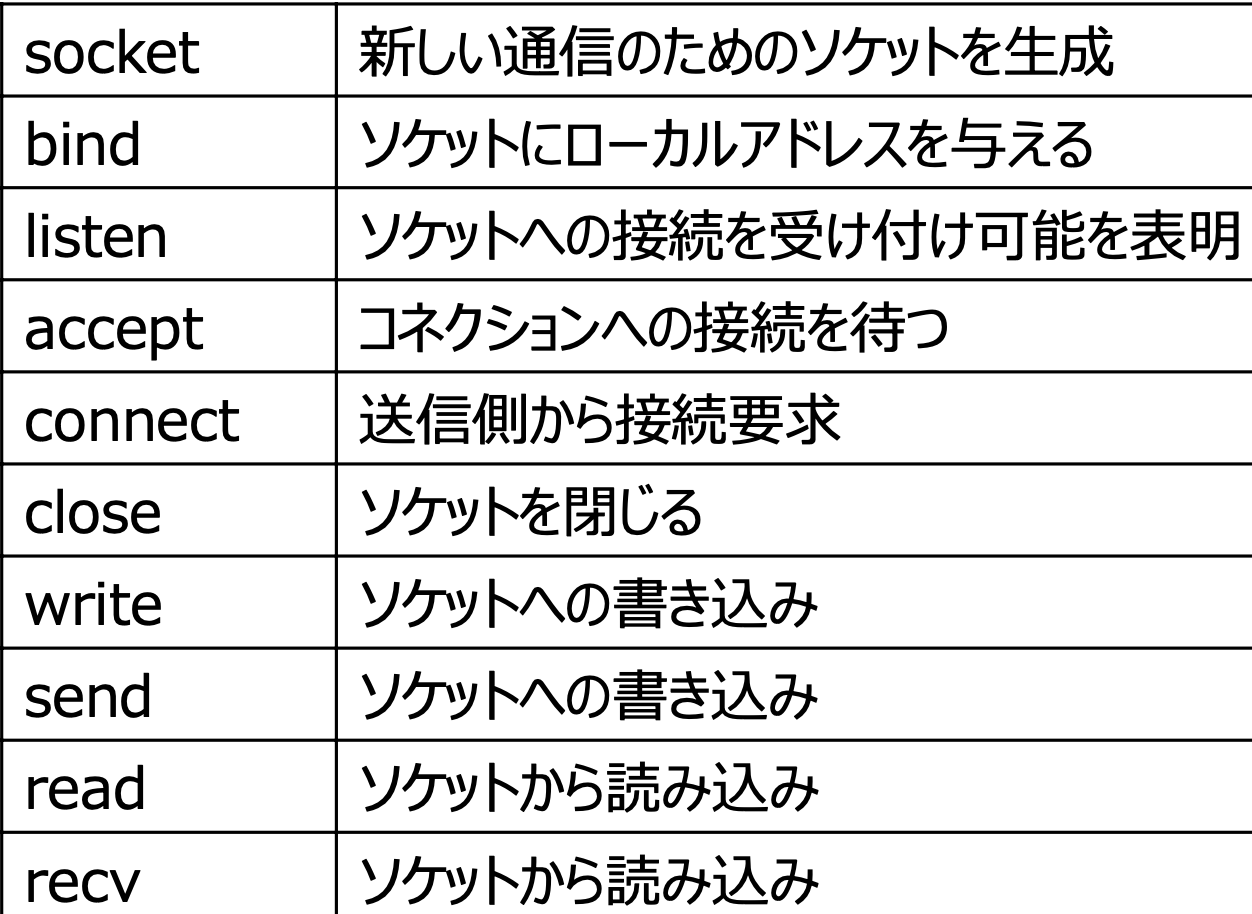 socket 新しい通信のためのソケットを生成
bind ソケットにローカルアドレスを与える
listen ソケットへの接続を受け付け可能を表明
accept コネクションへの接続を待つ
connect 送信側から接続要求
close ソケットを閉じる
write ソケットへの書き込み
send ソケットへの書き込み
read ソケットから読み込み
recv ソケットから読み込み